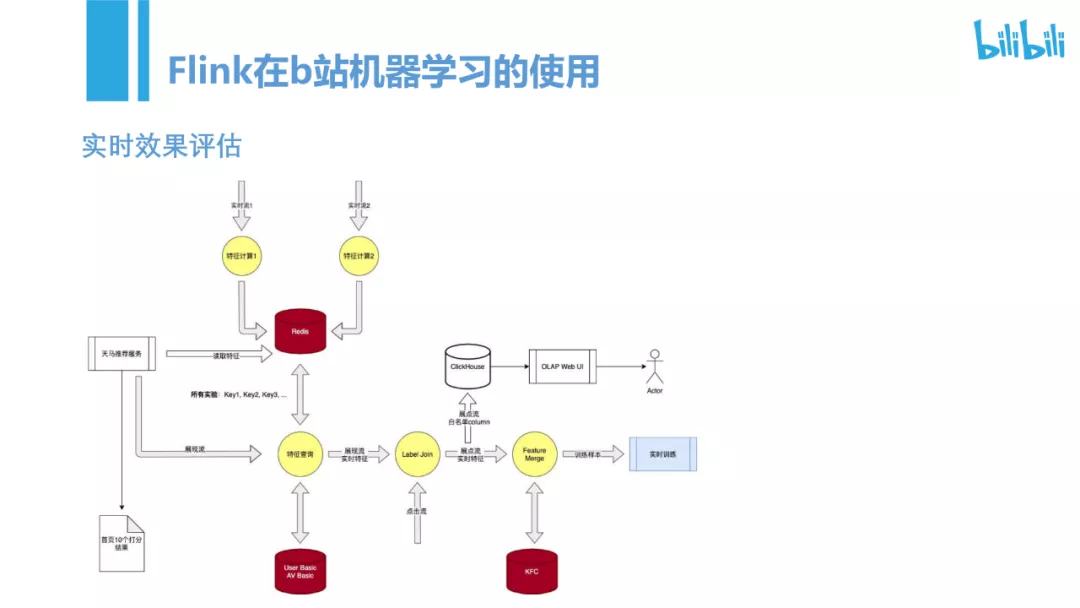 bilibili
Flink在b站机器学习的使用
实时效果评估
实时流1
实时流2
特征计算1
特征计算2
Redis
天马推荐服务
读取特征
ClickHouse
OLAP Web UI
Actor
所有实验：Key1, Key2, Key3, ...
展点流
白名单column
展现流
特征查询
展现流
实时特征
Label Join
展点流
实时特征
Feature
Merge
训练样本
实时训练
点击流
首页10个打分
结果
User Basic
AV Basic
KFC